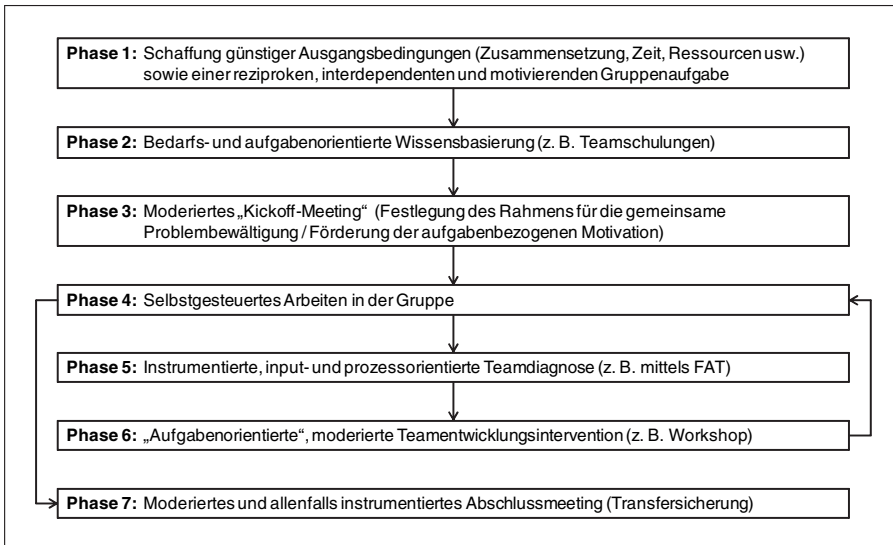 Phase 1: Schaffung günstiger Ausgangsbedingungen (Zusammensetzung, Zeit, Ressourcen usw.)
sowie einer reziproken, interdependenten und motivierenden Gruppenaufgabe
Phase 2: Bedarfs- und aufgabenorientierte Wissensbasierung (z. B. Teamschulungen)
Phase 3: Moderiertes „Kickoff-Meeting“ (Festlegung des Rahmens für die gemeinsame
Problembewältigung / Förderung der aufgabenbezogenen Motivation)
Phase 4: Selbstgesteuertes Arbeiten in der Gruppe
Phase 5: Instrumentierte, input- und prozessorientierte Teamdiagnose (z. B. mittels FAT)
Phase 6: „Aufgabenorientierte“, moderierte Teamentwicklungsintervention (z. B. Workshop)
Phase 7: Moderiertes und allenfalls instrumentiertes Abschlussmeeting (Transfersicherung)